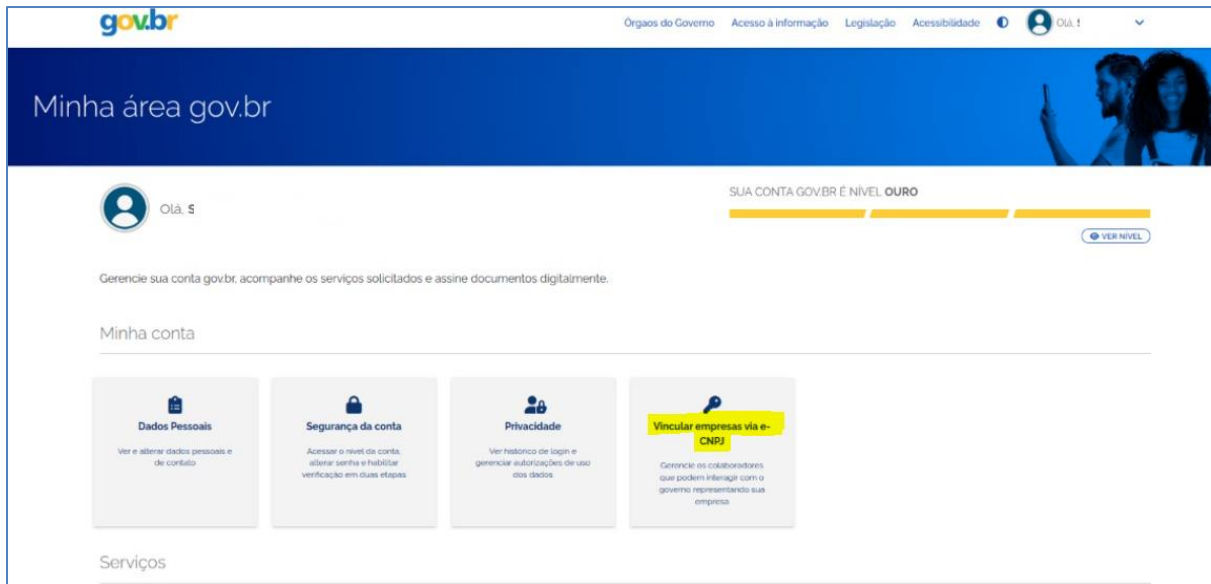 gov.br
Órgaos do Governo Acesso à informação Legislação Acessibilidade Olá,
Minha área gov.br
Olá, S
SUA CONTA GOV.BR É NÍVEL OURO
VER NÍVEL
Gerencie sua conta gov.br, acompanhe os serviços solicitados e assine documentos digitalmente.
Minha conta
Dados Pessoais
Ver e alterar dados pessoais e
de contato
Segurança da conta
Acessar o nível da conta,
alterar senha e habilitar
verificação em duas etapas
Privacidade
Ver histórico de login e
gerenciar autorizações de uso
dos dados
Vincular empresas via e-
CNPJ
Gerencie os colaboradores
que podem interagir com o
governo representando sua
empresa
Serviços